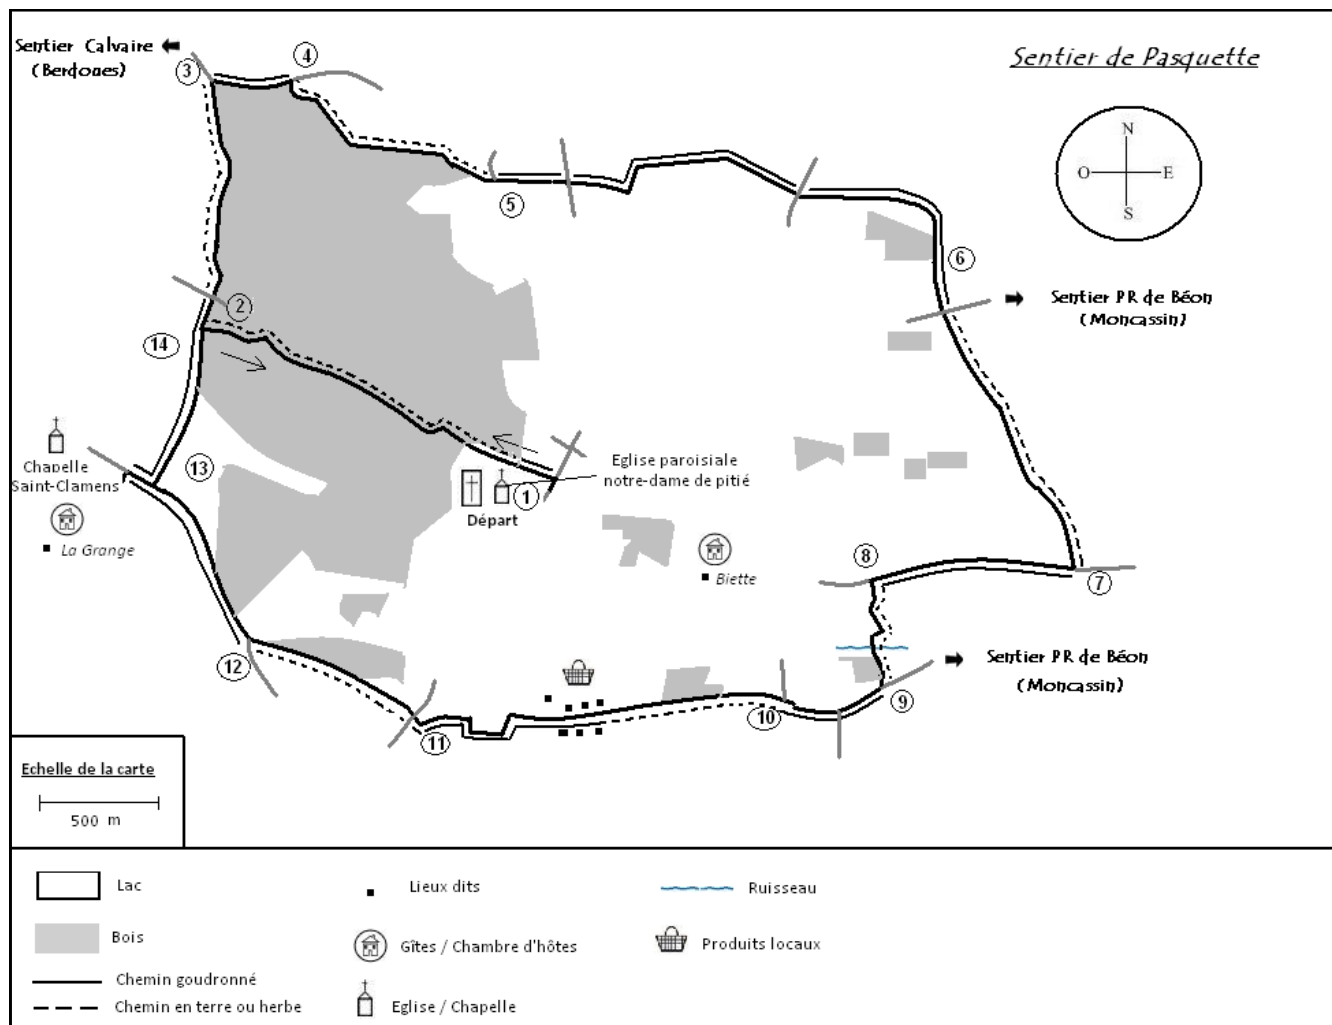 Sentier Calvaire
(Berdoues)
3
4
Sentier de Pasquette
N
O
E
S
5
6
2
Sentier PR de Béon
(Moncassin)
14
Chapelle
Saint-Clamens
13
Eglise paroisiale
notre-dame de pitié
1
Départ
La Grange
8
Biette
7
12
Sentier PR de Béon
(Moncassin)
9
10
11
Echelle de la carte
500 m
Lac
Lieux dits
Ruisseau
Bois
Gîtes / Chambre d'hôtes
Produits locaux
Chemin goudronné
Chemin en terre ou herbe
Eglise / Chapelle